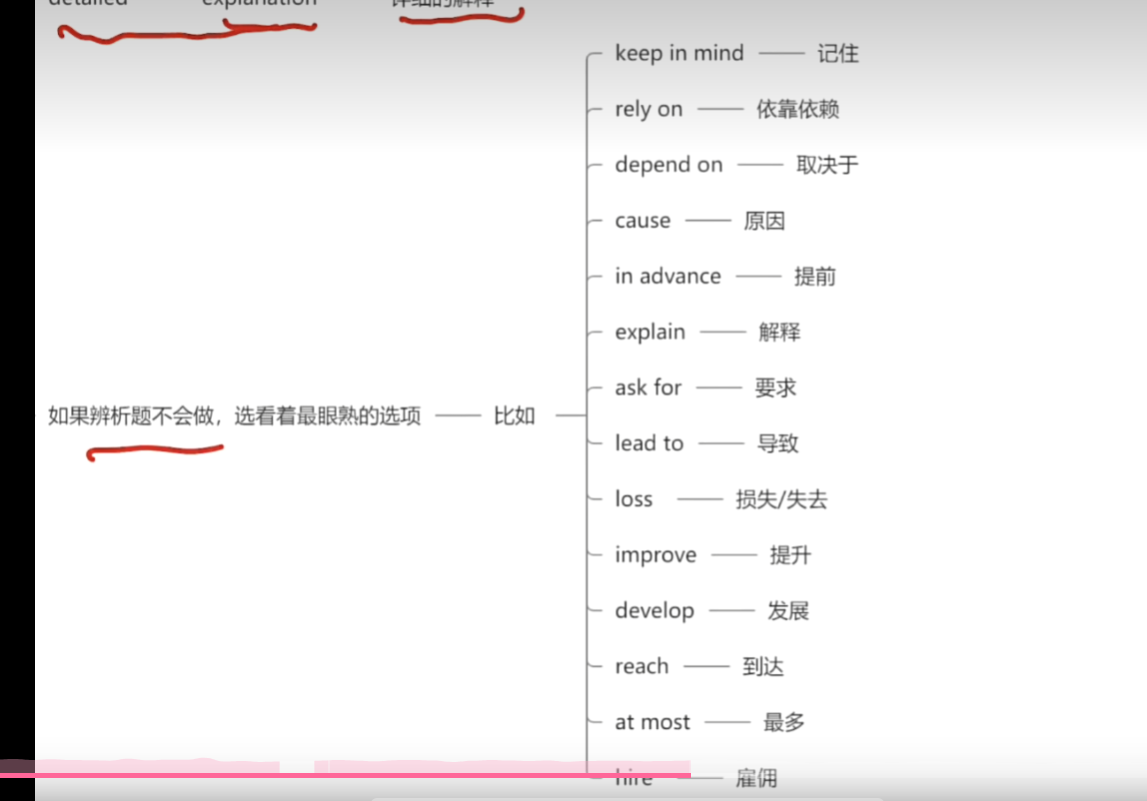 detailed explanation 详细的解释
keep in mind 记住
rely on 依靠依赖
depend on 取决于
cause 原因
in advance 提前
explain 解释
ask for 要求
如果辨析题不会做，选看着最眼熟的选项 比如
lead to 导致
loss 损失/失去
improve 提升
develop 发展
reach 到达
at most 最多
hire 雇佣